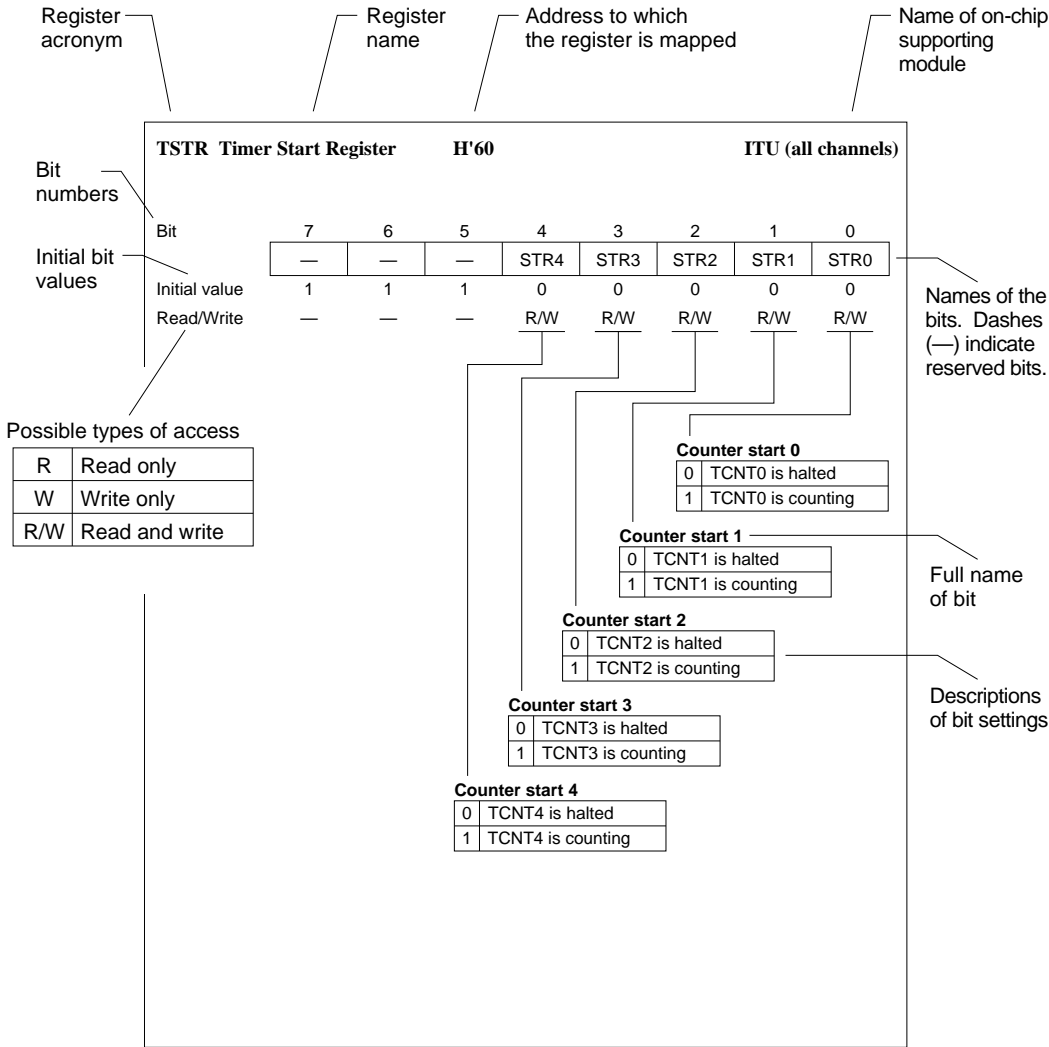 Register
acronym
Register
name
Address to which
the register is mapped
Name of on-chip
supporting
module
TSTR Timer Start Register H'60 ITU (all channels)
Bit
numbers
Bit 7 6 5 4 3 2 1 0
Initial bit
values
— — — STR4 STR3 STR2 STR1 STR0
Initial value 1 1 1 0 0 0 0 0
Read/Write — — — R/W R/W R/W R/W R/W
Names of the
bits. Dashes
(—) indicate
reserved bits.
Possible types of access
R Read only
W Write only
R/W Read and write
Counter start 0
0 TCNT0 is halted
1 TCNT0 is counting
Counter start 1
0 TCNT1 is halted
1 TCNT1 is counting
Full name
of bit
Counter start 2
0 TCNT2 is halted
1 TCNT2 is counting
Descriptions
of bit settings
Counter start 3
0 TCNT3 is halted
1 TCNT3 is counting
Counter start 4
0 TCNT4 is halted
1 TCNT4 is counting